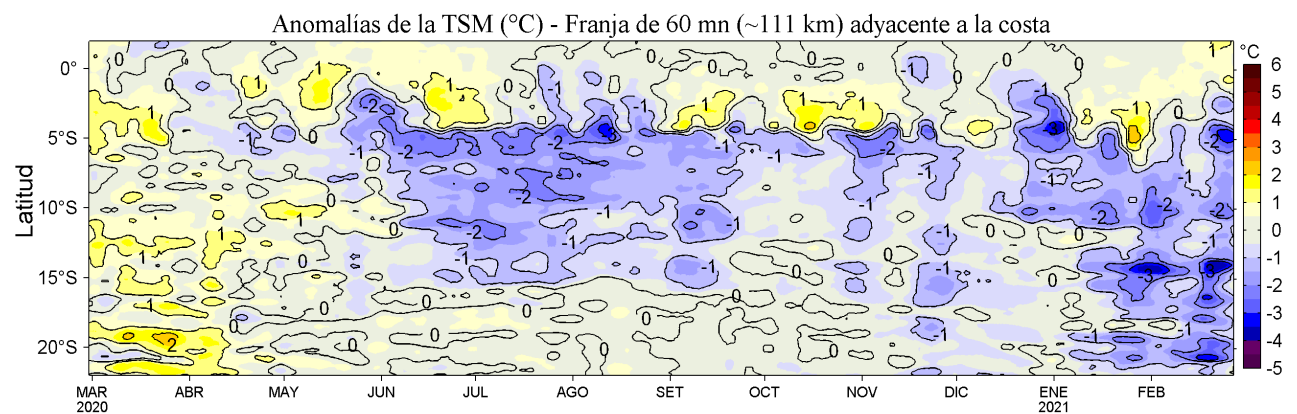 Anomalías de la TSM (°C) - Franja de 60 mn (~111 km) adyacente a la costa
Latitud
0°
5°S
10°S
15°S
20°S
MAR ABR MAY JUN JUL AGO SET OCT NOV DIC ENE FEB
2020 2021
°C
6
5
4
3
2
1
0
-1
-2
-3
-4
-5